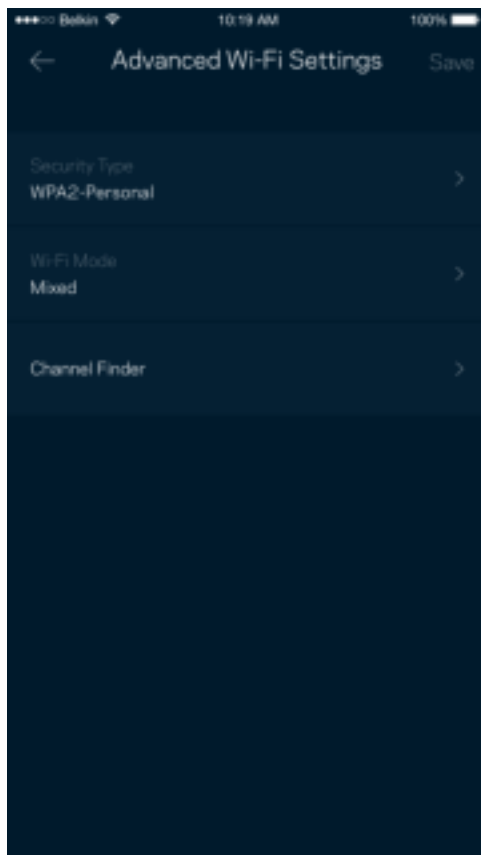 Belkin 10:19 AM 100%
Advanced Wi-Fi Settings Save
Security Type
WPA2-Personal
Wi-Fi Mode
Mixed
Channel Finder